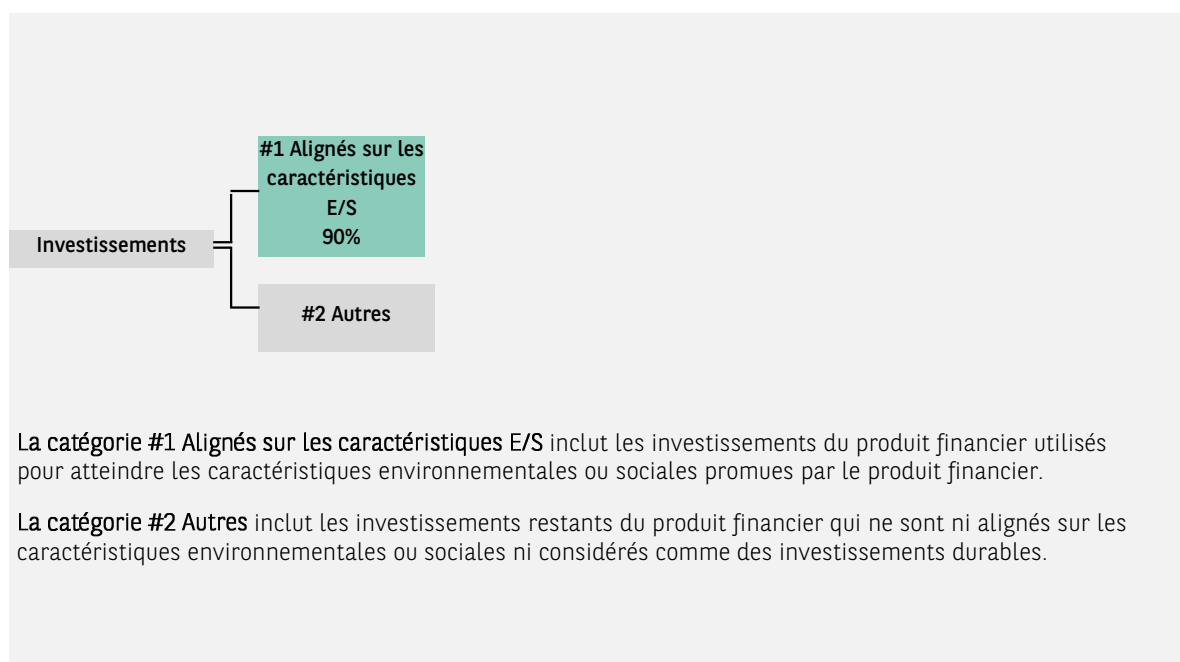 #1 Alignés sur les
caractéristiques
E/S
90%
Investissements
#2 Autres
La catégorie #1 Alignés sur les caractéristiques E/S inclut les investissements du produit financier utilisés
pour atteindre les caractéristiques environnementales ou sociales promues par le produit financier.
La catégorie #2 Autres inclut les investissements restants du produit financier qui ne sont ni alignés sur les
caractéristiques environnementales ou sociales ni considérés comme des investissements durables.